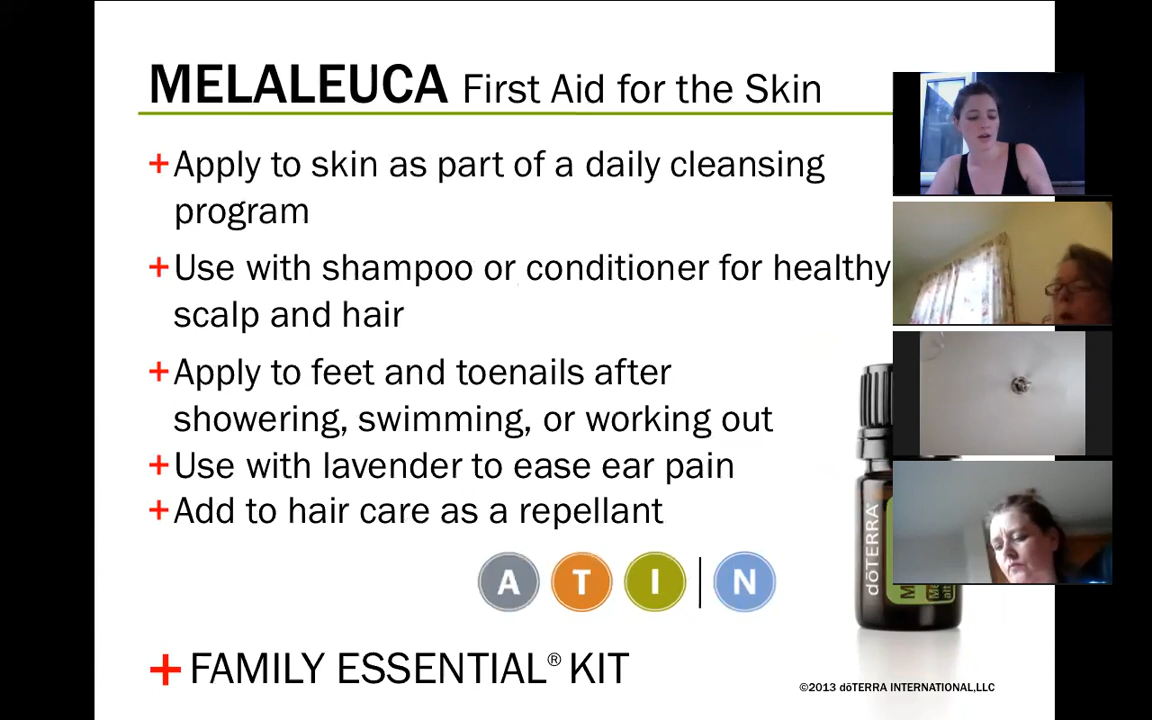 MELALEUCA First Aid for the Skin
+Apply to skin as part of a daily cleansing
program
+Use with shampoo or conditioner for healthy
scalp and hair
+Apply to feet and toenails after
showering, swimming, or working out
+Use with lavender to ease ear pain
+Add to hair care as a repellant
A T I | N
dōTERRA
+ FAMILY ESSENTIAL® KIT
©2013 dōTERRA INTERNATIONAL,LLC